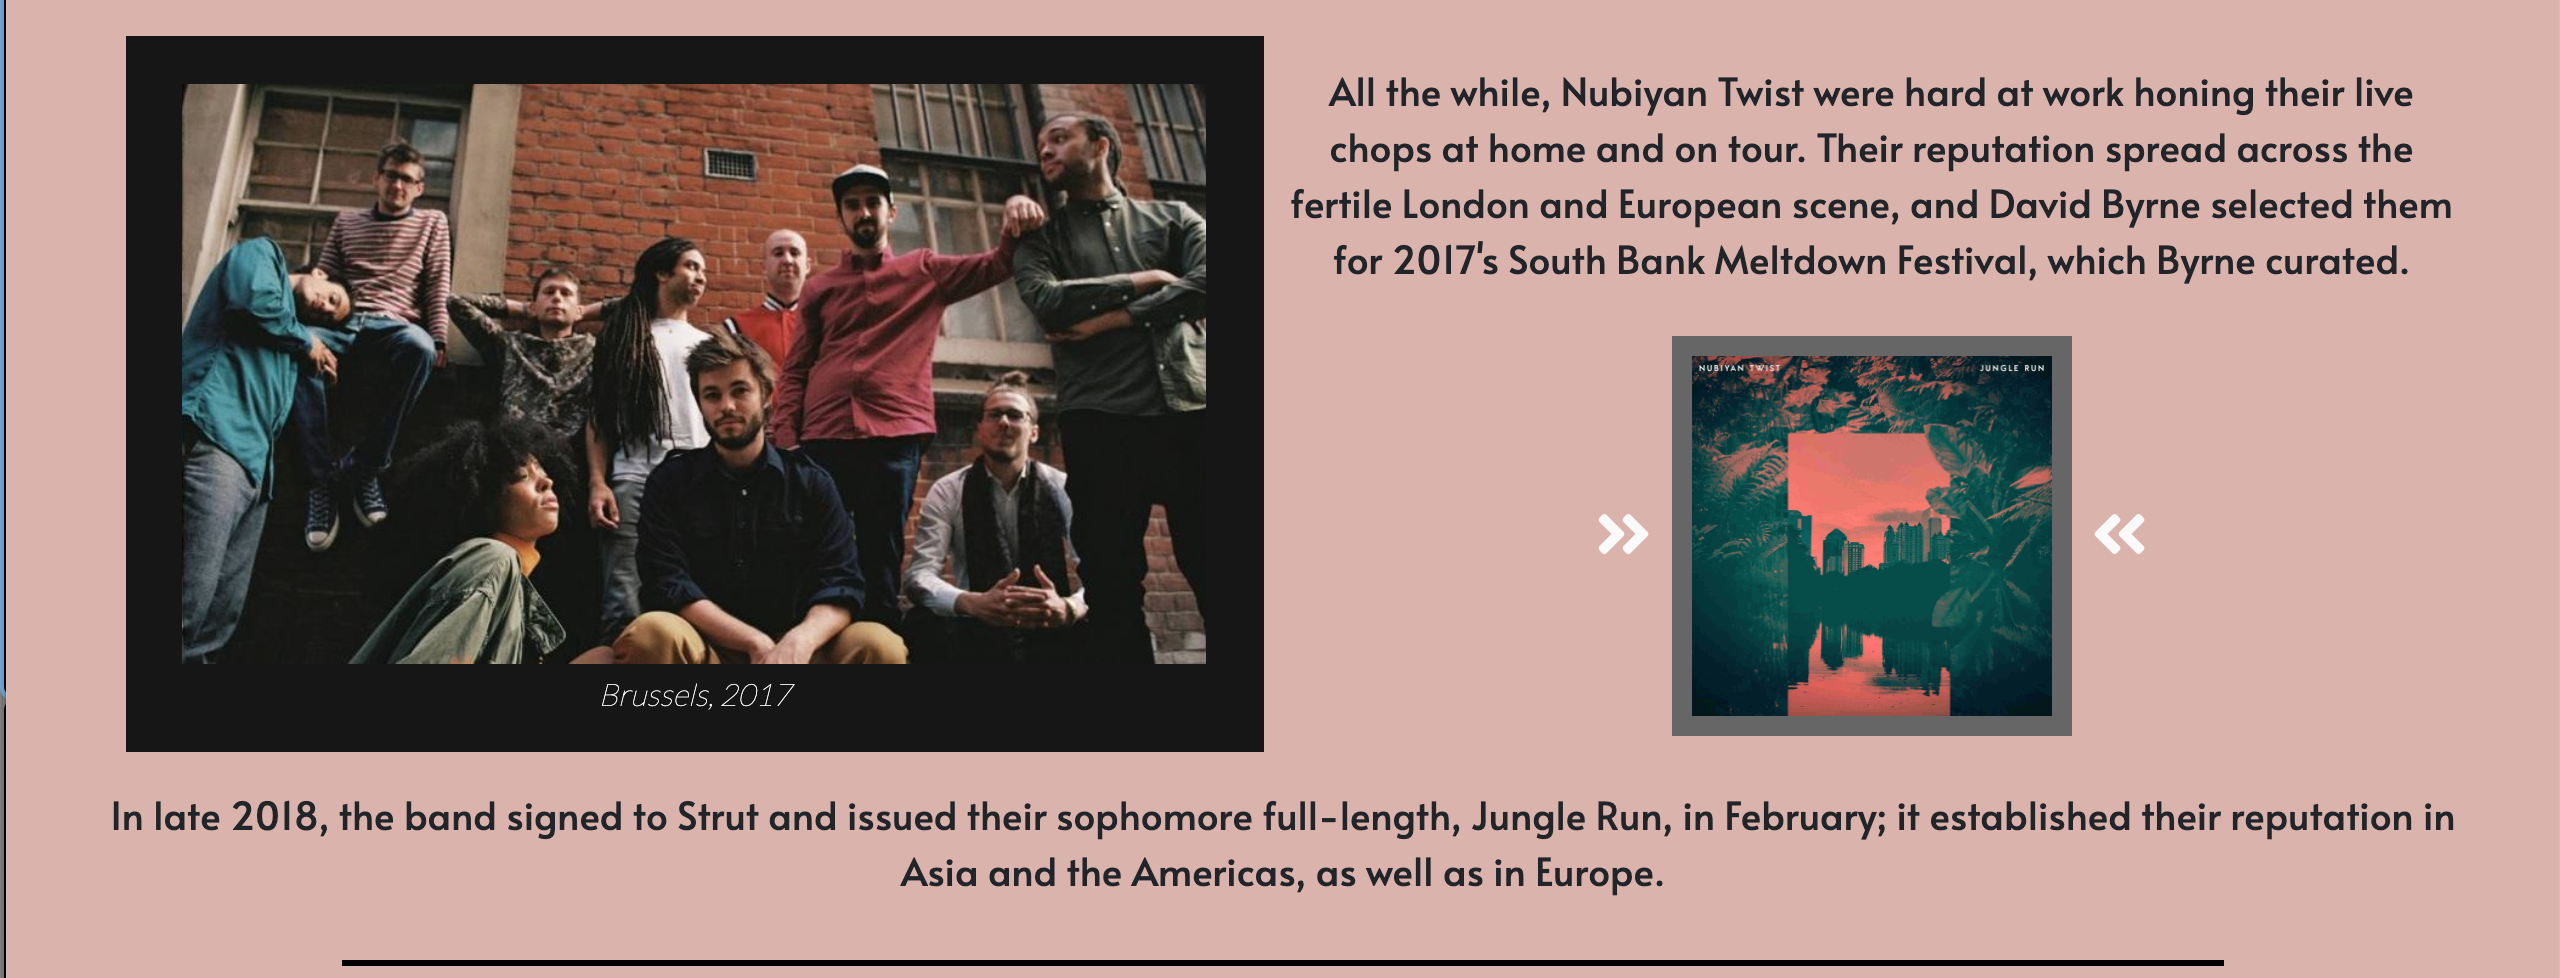 All the while, Nubiyan Twist were hard at work honing their live
chops at home and on tour. Their reputation spread across the
fertile London and European scene, and David Byrne selected them
for 2017's South Bank Meltdown Festival, which Byrne curated.
NUBIYAN TWIST
JUNGLE RUN
Brussels, 2017
In late 2018, the band signed to Strut and issued their sophomore full-length, Jungle Run, in February; it established their reputation in
Asia and the Americas, as well as in Europe.